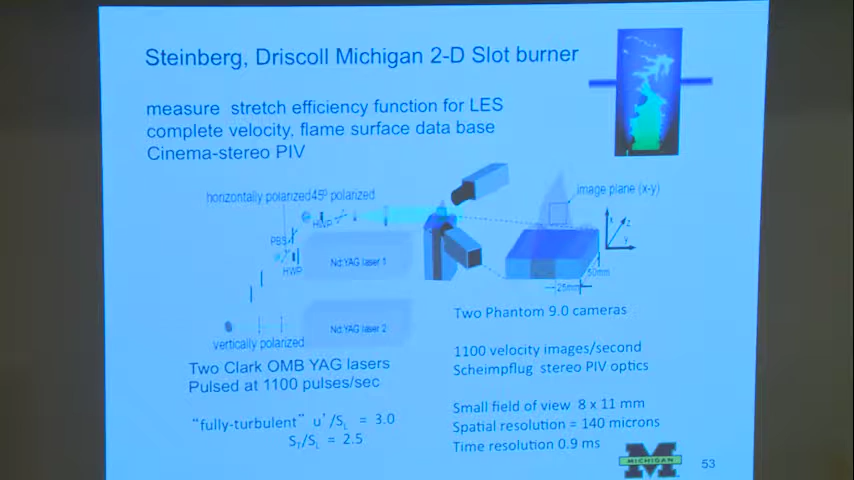 Steinberg, Driscoll Michigan 2-D Slot burner
measure stretch efficiency function for LES
complete velocity, flame surface data base
Cinema-stereo PIV
horizontally polarized 45º polarized
HWP
PBS
HWP
Nd:YAG laser 1
Nd:YAG laser 2
vertically polarized
image plane (x-y)
x
z
y
50mm
25mm
Two Clark OMB YAG lasers
Pulsed at 1100 pulses/sec
"fully-turbulent" u'/SL = 3.0
ST/SL = 2.5
Two Phantom 9.0 cameras
1100 velocity images/second
Scheimpflug stereo PIV optics
Small field of view 8 x 11 mm
Spatial resolution = 140 microns
Time resolution 0.9 ms
M
MICHIGAN
53